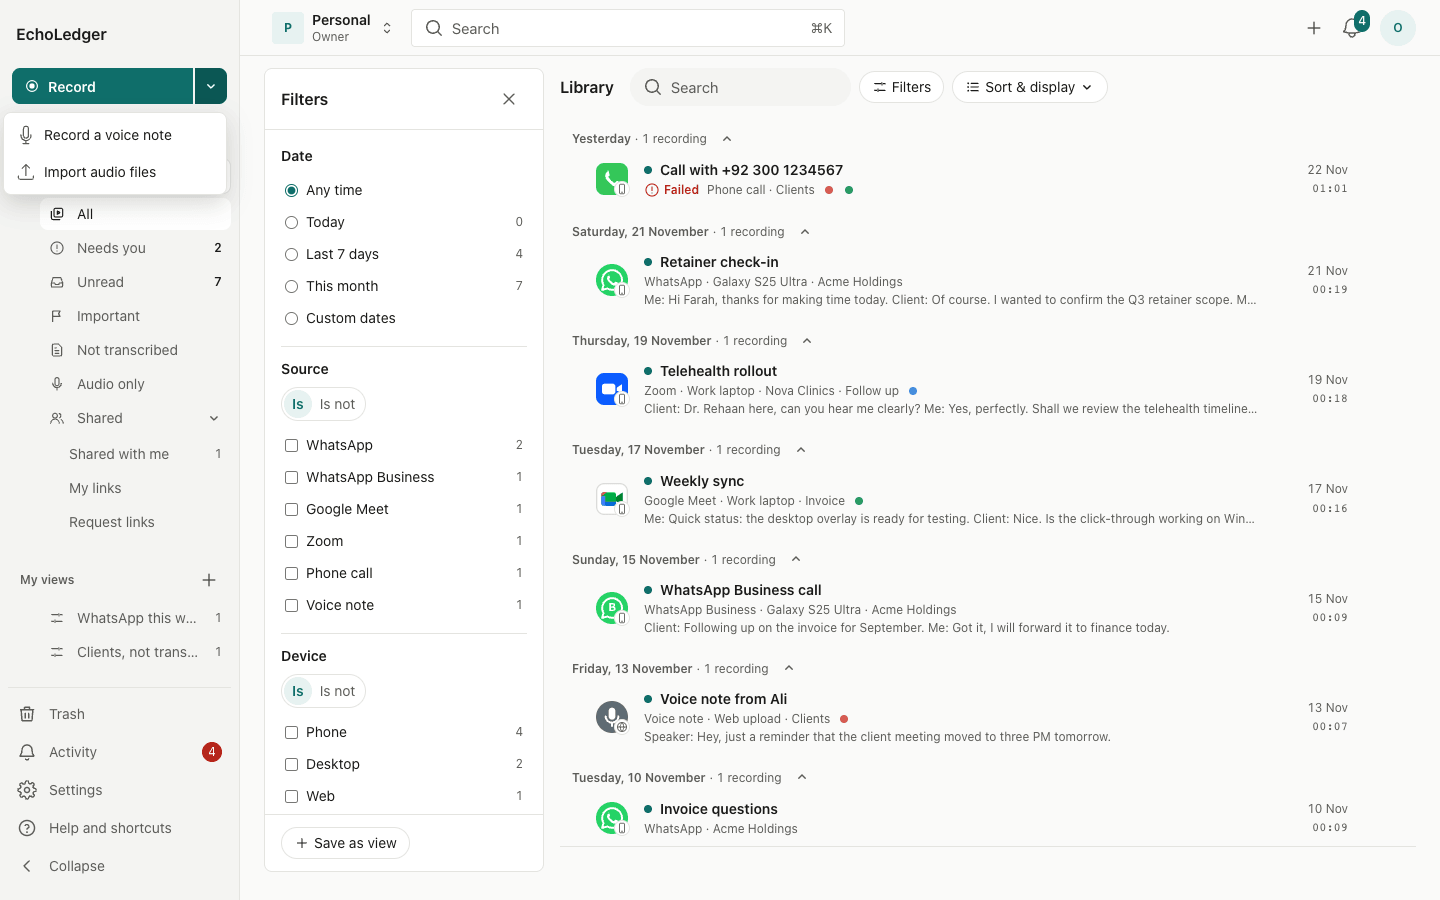 EchoLedger
Record
Record a voice note
Import audio files
All
Needs you 2
Unread 7
Important
Not transcribed
Audio only
Shared
Shared with me 1
My links
Request links
My views
WhatsApp this w... 1
Clients, not trans... 1
Trash
Activity 4
Settings
Help and shortcuts
Collapse
P Personal
Owner
Search ⌘K
4
O
Filters
Date
Any time
Today 0
Last 7 days 4
This month 7
Custom dates
Source
Is Is not
WhatsApp 2
WhatsApp Business 1
Google Meet 1
Zoom 1
Phone call 1
Voice note 1
Device
Is Is not
Phone 4
Desktop 2
Web 1
Save as view
Library Search Filters Sort & display
Yesterday · 1 recording
Call with +92 300 1234567 22 Nov
Failed Phone call · Clients 01:01
Saturday, 21 November · 1 recording
Retainer check-in 21 Nov
WhatsApp · Galaxy S25 Ultra · Acme Holdings 00:19
Me: Hi Farah, thanks for making time today. Client: Of course. I wanted to confirm the Q3 retainer scope. M...
Thursday, 19 November · 1 recording
Telehealth rollout 19 Nov
Zoom · Work laptop · Nova Clinics · Follow up 00:18
Client: Dr. Rehaan here, can you hear me clearly? Me: Yes, perfectly. Shall we review the telehealth timeline...
Tuesday, 17 November · 1 recording
Weekly sync 17 Nov
Google Meet · Work laptop · Invoice 00:16
Me: Quick status: the desktop overlay is ready for testing. Client: Nice. Is the click-through working on Win...
Sunday, 15 November · 1 recording
WhatsApp Business call 15 Nov
WhatsApp Business · Galaxy S25 Ultra · Acme Holdings 00:09
Client: Following up on the invoice for September. Me: Got it, I will forward it to finance today.
Friday, 13 November · 1 recording
Voice note from Ali 13 Nov
Voice note · Web upload · Clients 00:07
Speaker: Hey, just a reminder that the client meeting moved to three PM tomorrow.
Tuesday, 10 November · 1 recording
Invoice questions 10 Nov
WhatsApp · Acme Holdings 00:09